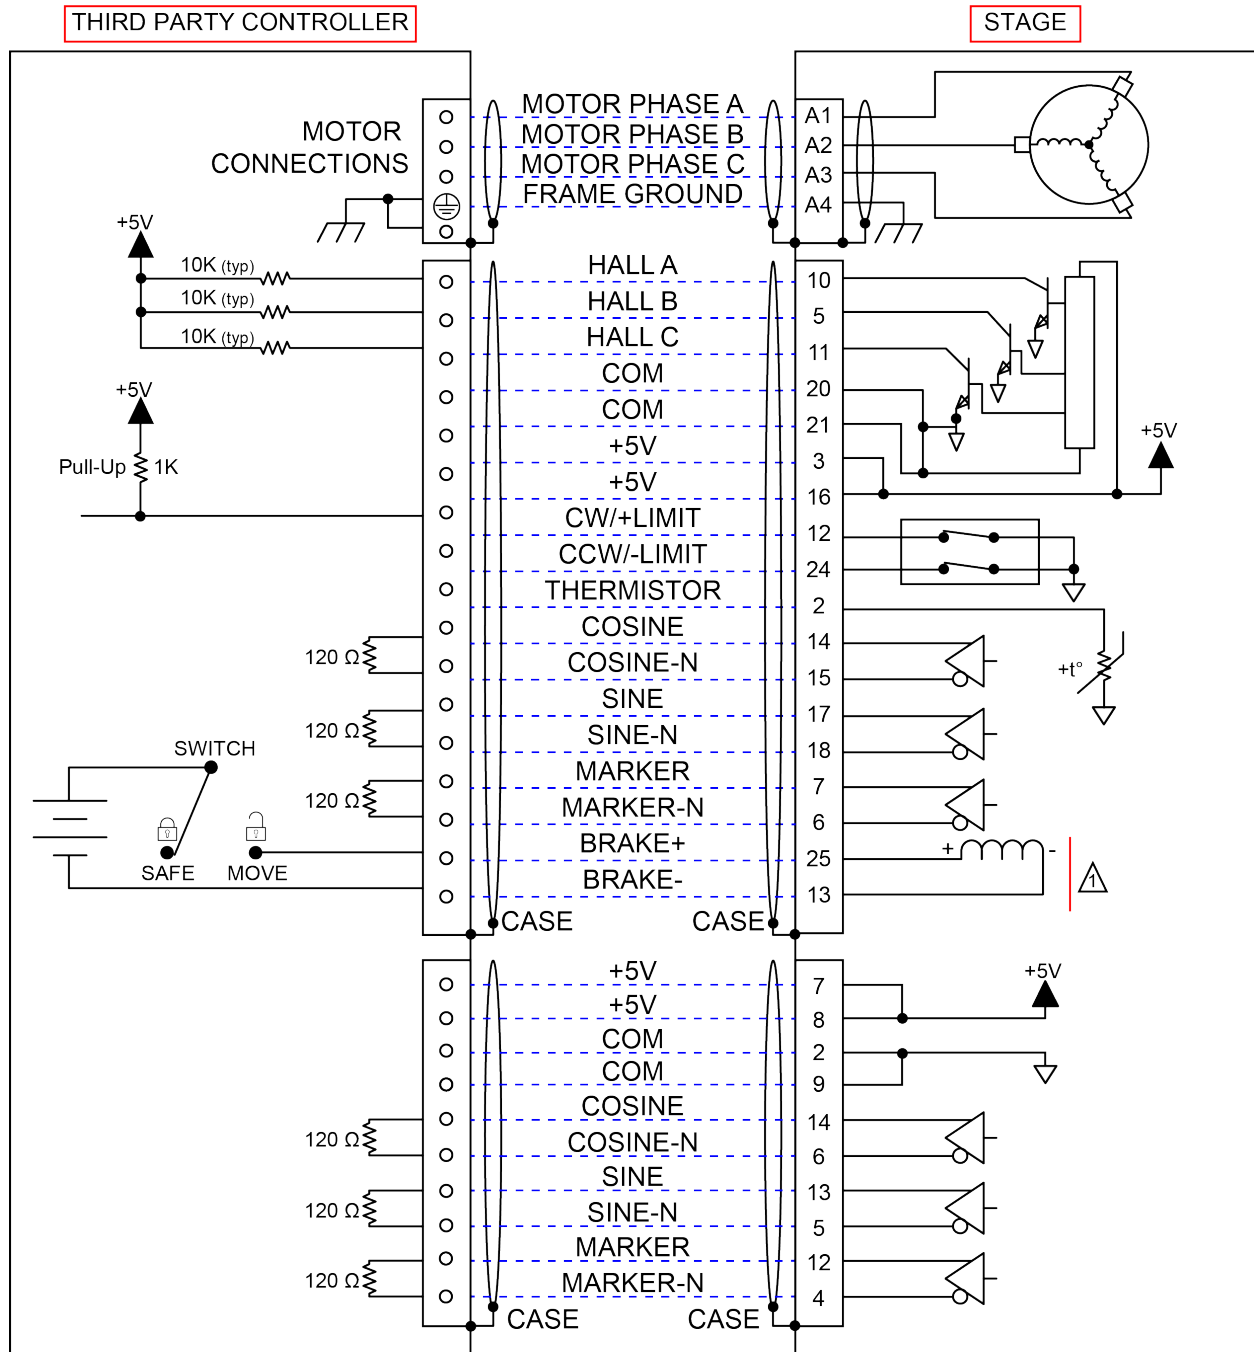 THIRD PARTY CONTROLLER
STAGE
MOTOR CONNECTIONS
MOTOR PHASE A
A1
MOTOR PHASE B
A2
MOTOR PHASE C
A3
FRAME GROUND
A4
+5V
10K (typ)
HALL A
10
10K (typ)
HALL B
5
10K (typ)
HALL C
11
COM
20
+5V
COM
21
+5V
+5V
3
Pull-Up
1K
+5V
16
CW/+LIMIT
12
CCW/-LIMIT
24
THERMISTOR
2
120 Ω
COSINE
14
COSINE-N
15
+t°
120 Ω
SINE
17
SINE-N
18
SWITCH
120 Ω
MARKER
7
MARKER-N
6
SAFE
MOVE
BRAKE+
25
+
-
1
BRAKE-
13
CASE
CASE
+5V
7
+5V
+5V
8
COM
2
COM
9
120 Ω
COSINE
14
COSINE-N
6
120 Ω
SINE
13
SINE-N
5
120 Ω
MARKER
12
MARKER-N
4
CASE
CASE